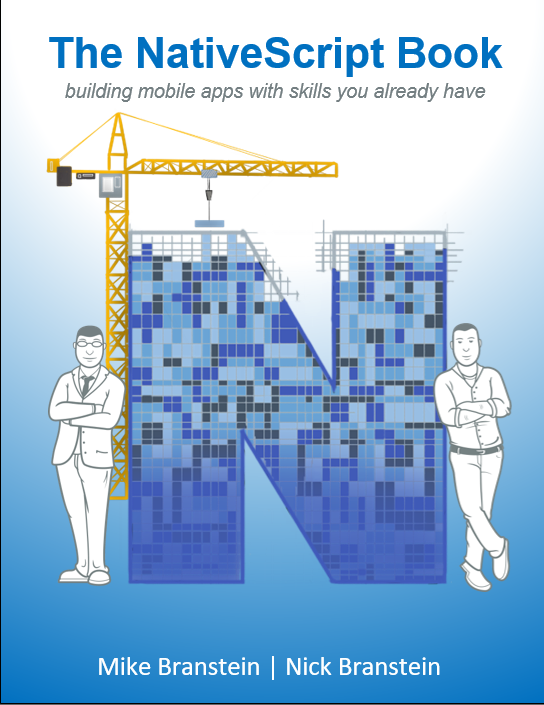 The NativeScript Book
building mobile apps with skills you already have
Mike Branstein | Nick Branstein